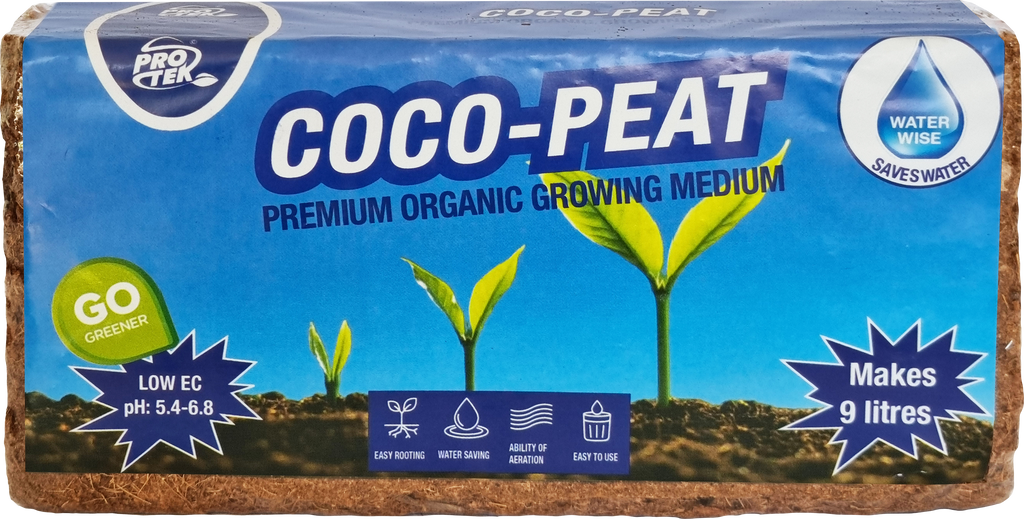 COCO-PEAT
PRO
TEK
COCO-PEAT
PREMIUM ORGANIC GROWING MEDIUM
WATER
WISE
SAVES WATER
GO
GREENER
LOW EC
pH: 5.4-6.8
EASY ROOTING
WATER SAVING
ABILITY OF
AERATION
EASY TO USE
Makes
9 litres